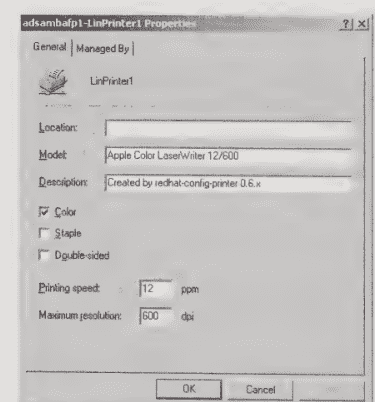 adsambafp1-LinPrinter1 Properties
General Managed By
LinPrinter1
Location:
Model: Apple Color LaserWriter 12/600
Description: Created by redhat-config-printer 0.6.x
Color
Staple
Double-sided
Printing speed: 12 ppm
Maximum resolution: 600 dpi
OK Cancel